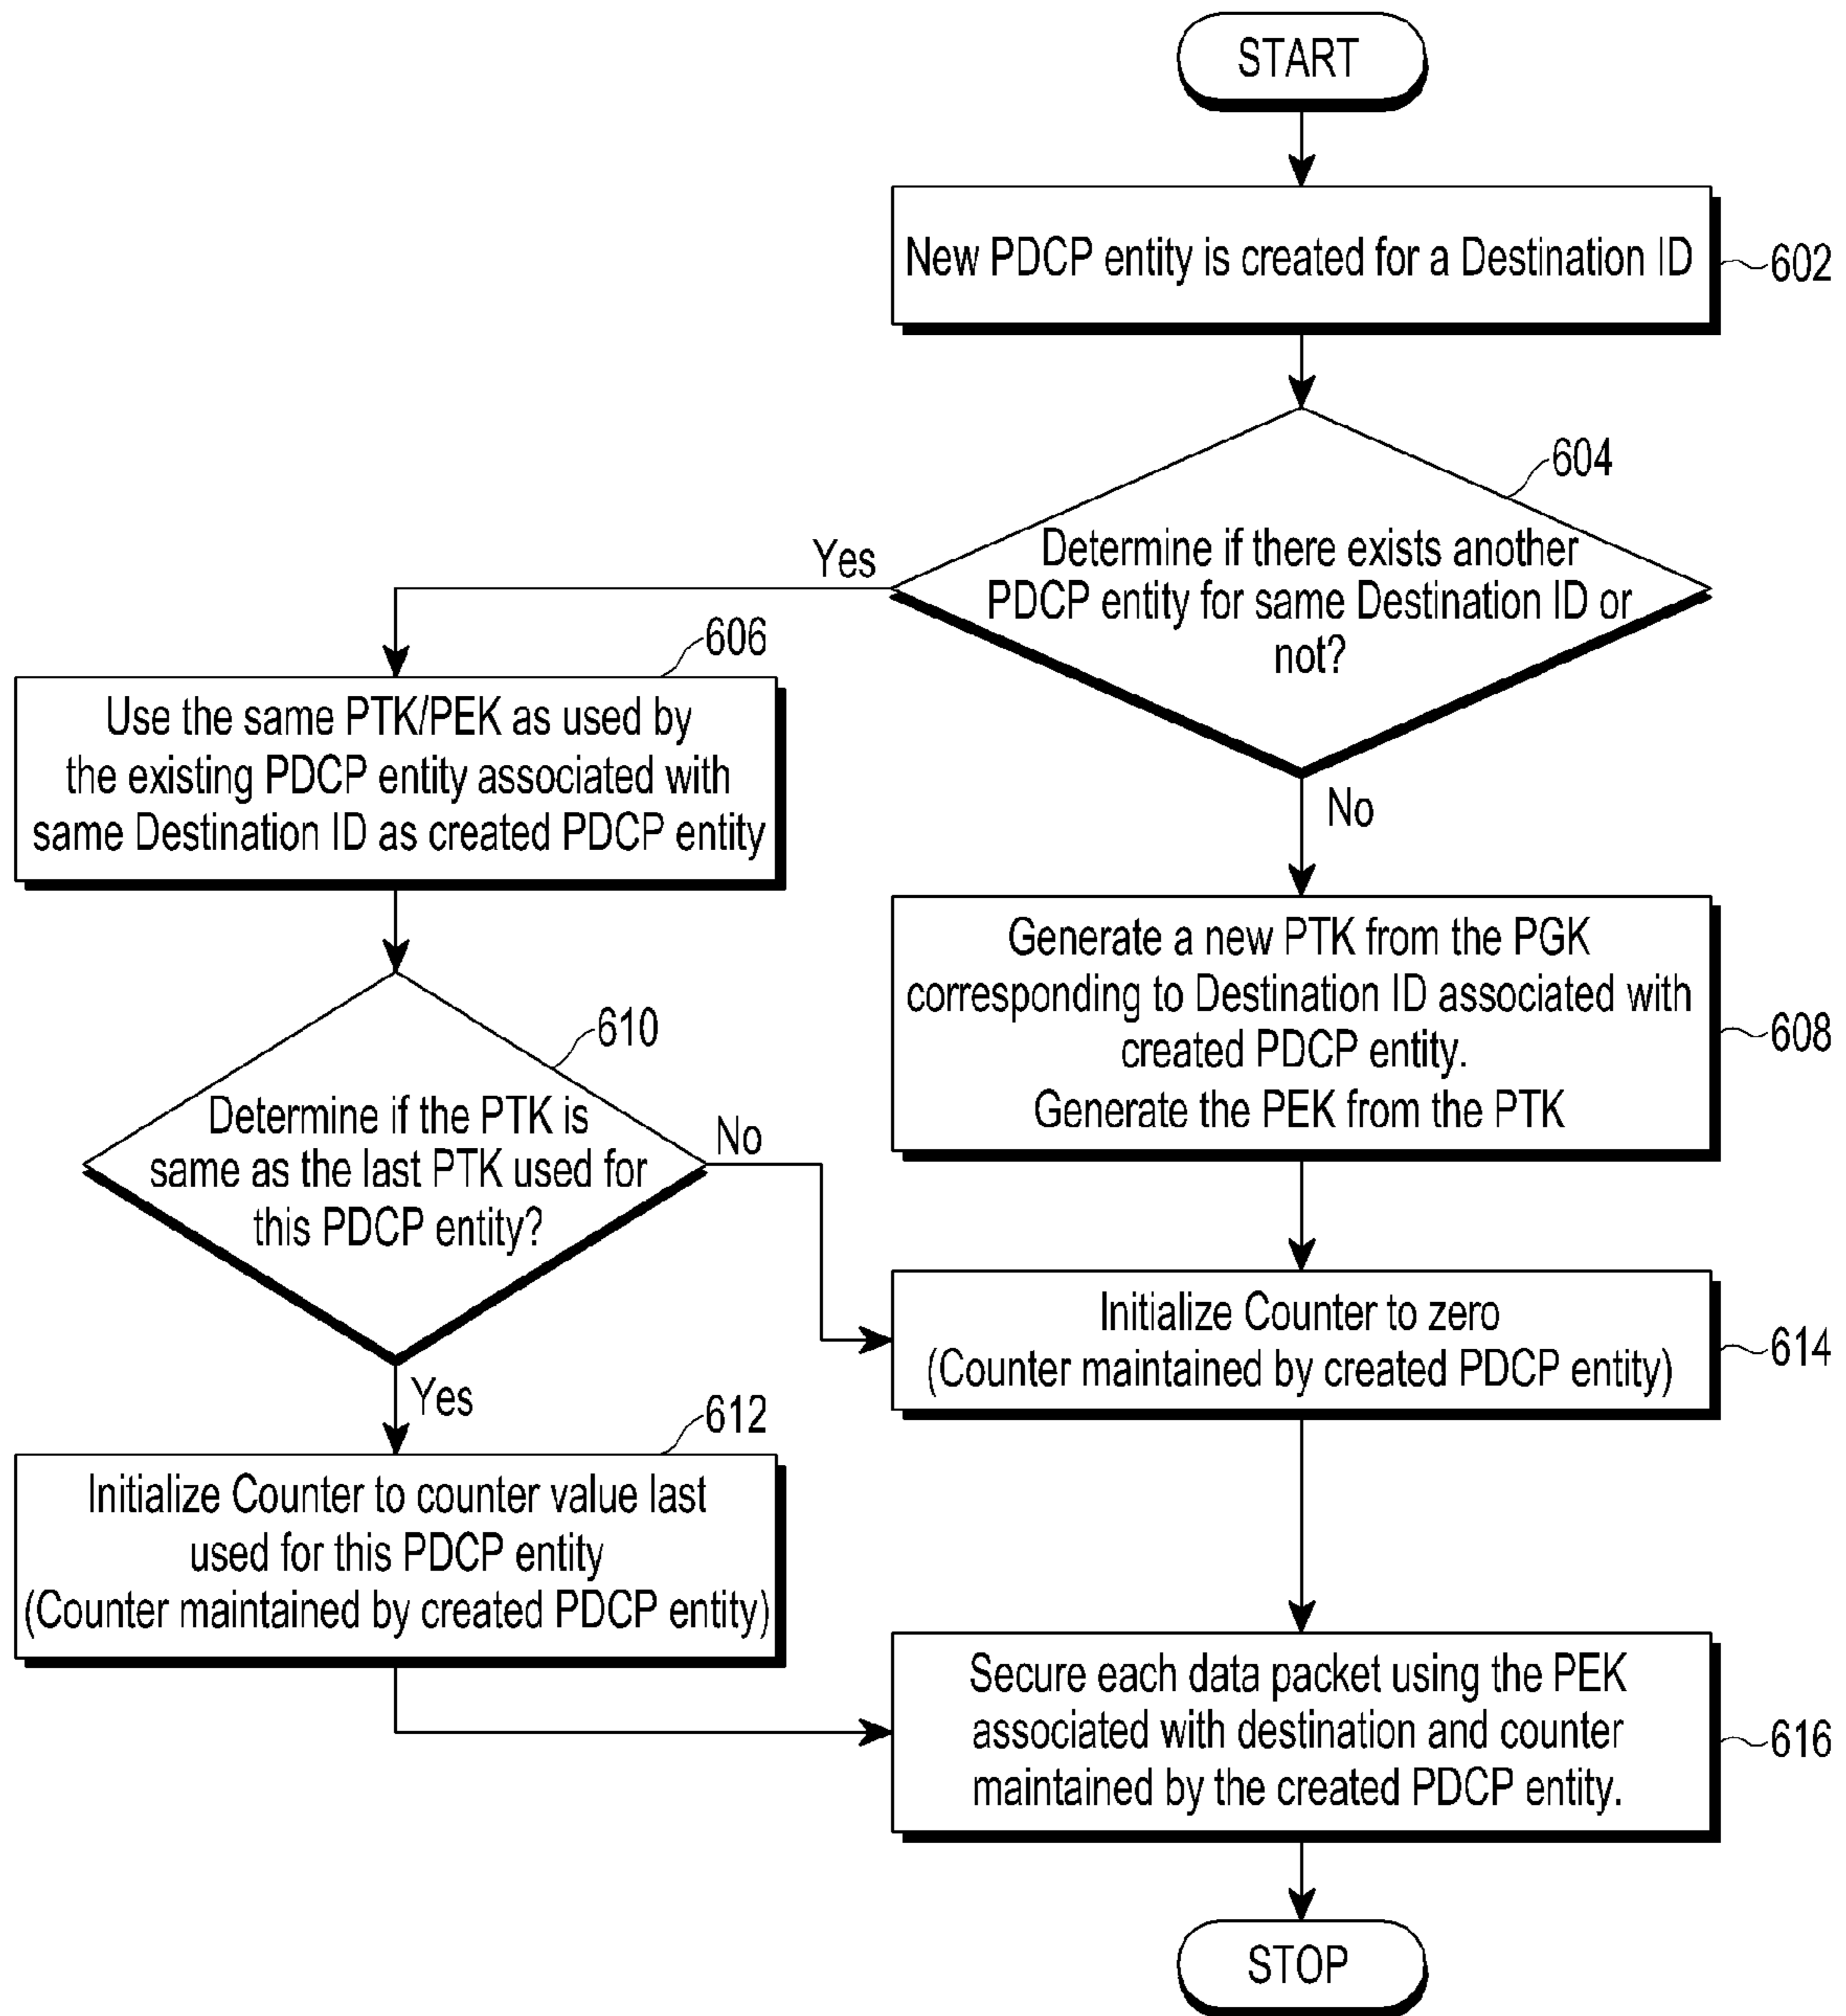 START
New PDCP entity is created for a Destination ID
602
604
Determine if there exists another
PDCP entity for same Destination ID or
not?
Yes
No
606
Use the same PTK/PEK as used by
the existing PDCP entity associated with
same Destination ID as created PDCP entity
Generate a new PTK from the PGK
corresponding to Destination ID associated with
created PDCP entity.
Generate the PEK from the PTK
608
610
Determine if the PTK is
same as the last PTK used for
this PDCP entity?
No
Yes
Initialize Counter to zero
(Counter maintained by created PDCP entity)
614
612
Initialize Counter to counter value last
used for this PDCP entity
(Counter maintained by created PDCP entity)
Secure each data packet using the PEK
associated with destination and counter
maintained by the created PDCP entity.
616
STOP